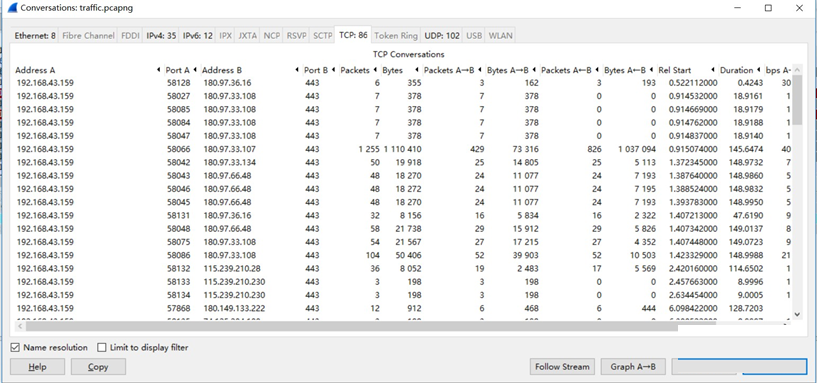 Conversations: traffic.pcapng
Ethernet: 8 Fibre Channel FDDI IPv4: 35 IPv6: 12 IPX JXTA NCP RSVP SCTP TCP: 86 Token Ring UDP: 102 USB WLAN
TCP Conversations
Address A Port A Address B Port B Packets Bytes Packets A→B Bytes A→B Packets A←B Bytes A←B Rel Start Duration bps A-
192.168.43.159 58128 180.97.36.16 443 6 355 3 162 3 193 0.522112000 0.4243 30
192.168.43.159 58027 180.97.33.108 443 7 378 7 378 0 0 0.914532000 18.9161 1
192.168.43.159 58085 180.97.33.108 443 7 378 7 378 0 0 0.914669000 18.9179 1
192.168.43.159 58084 180.97.33.108 443 7 378 7 378 0 0 0.914762000 18.9188 1
192.168.43.159 58047 180.97.33.108 443 7 378 7 378 0 0 0.914837000 18.9140 1
192.168.43.159 58066 180.97.33.107 443 1 255 1 110 410 429 73 316 826 1 037 094 0.915074000 145.6474 40
192.168.43.159 58042 180.97.33.134 443 50 19 918 25 14 805 25 5 113 1.372345000 148.9732 7
192.168.43.159 58043 180.97.66.48 443 48 18 270 24 11 077 24 7 193 1.387640000 148.9860 5
192.168.43.159 58046 180.97.66.48 443 48 18 272 24 11 077 24 7 195 1.388524000 148.9832 5
192.168.43.159 58045 180.97.66.48 443 48 18 270 24 11 077 24 7 193 1.393783000 148.9950 5
192.168.43.159 58131 180.97.36.16 443 32 8 156 16 5 834 16 2 322 1.407213000 47.6190 9
192.168.43.159 58048 180.97.66.48 443 58 21 738 29 15 912 29 5 826 1.407342000 149.0137 8
192.168.43.159 58075 180.97.33.108 443 54 21 567 27 17 215 27 4 352 1.407448000 149.0723 9
192.168.43.159 58086 180.97.33.108 443 104 50 406 52 39 903 52 10 503 1.423329000 148.9988 21
192.168.43.159 58132 115.239.210.28 443 36 8 052 19 2 483 17 5 569 2.420160000 114.6502 1
192.168.43.159 58133 115.239.210.230 443 3 198 3 198 0 0 2.457663000 8.9996 1
192.168.43.159 58134 115.239.210.230 443 3 198 3 198 0 0 2.634454000 9.0005 1
192.168.43.159 57868 180.149.133.222 443 12 912 6 468 6 444 6.098422000 128.7203
Name resolution Limit to display filter
Help Copy Follow Stream Graph A→B